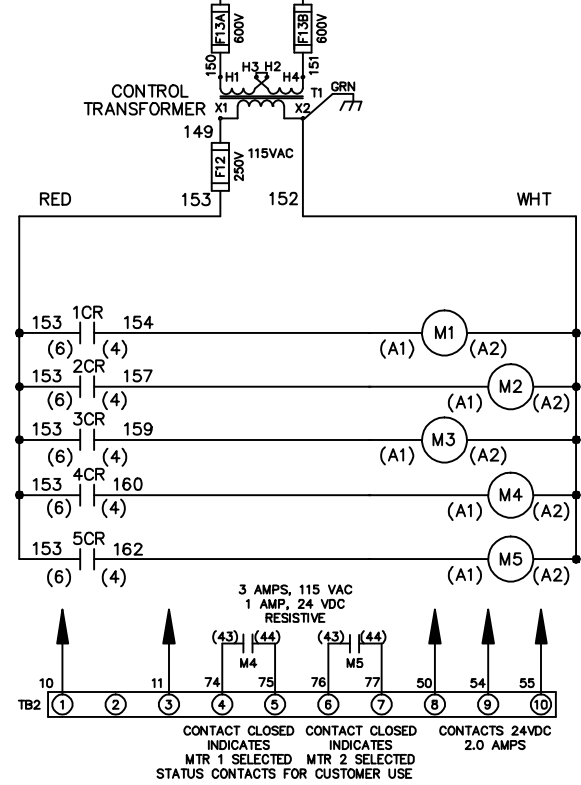 F13A 600V F13B 600V
150 151
H1 H3 H2 H4
CONTROL
TRANSFORMER
T1 GRN
X1 X2
149
F12 250V 115VAC
RED 153 152 WHT
153 1CR 154 M1
(6) (4) (A1) (A2)
153 2CR 157 M2
(6) (4) (A1) (A2)
153 3CR 159 M3
(6) (4) (A1) (A2)
153 4CR 160 M4
(6) (4) (A1) (A2)
153 5CR 162 M5
(6) (4) (A1) (A2)
3 AMPS, 115 VAC
1 AMP, 24 VDC
RESISTIVE
(43) (44) (43) (44)
M4 M5
10 11 74 75 76 77 50 54 55
TB2 1 2 3 4 5 6 7 8 9 10
CONTACT CLOSED
INDICATES
MTR 1 SELECTED
CONTACT CLOSED
INDICATES
MTR 2 SELECTED
STATUS CONTACTS FOR CUSTOMER USE
CONTACTS 24VDC
2.0 AMPS